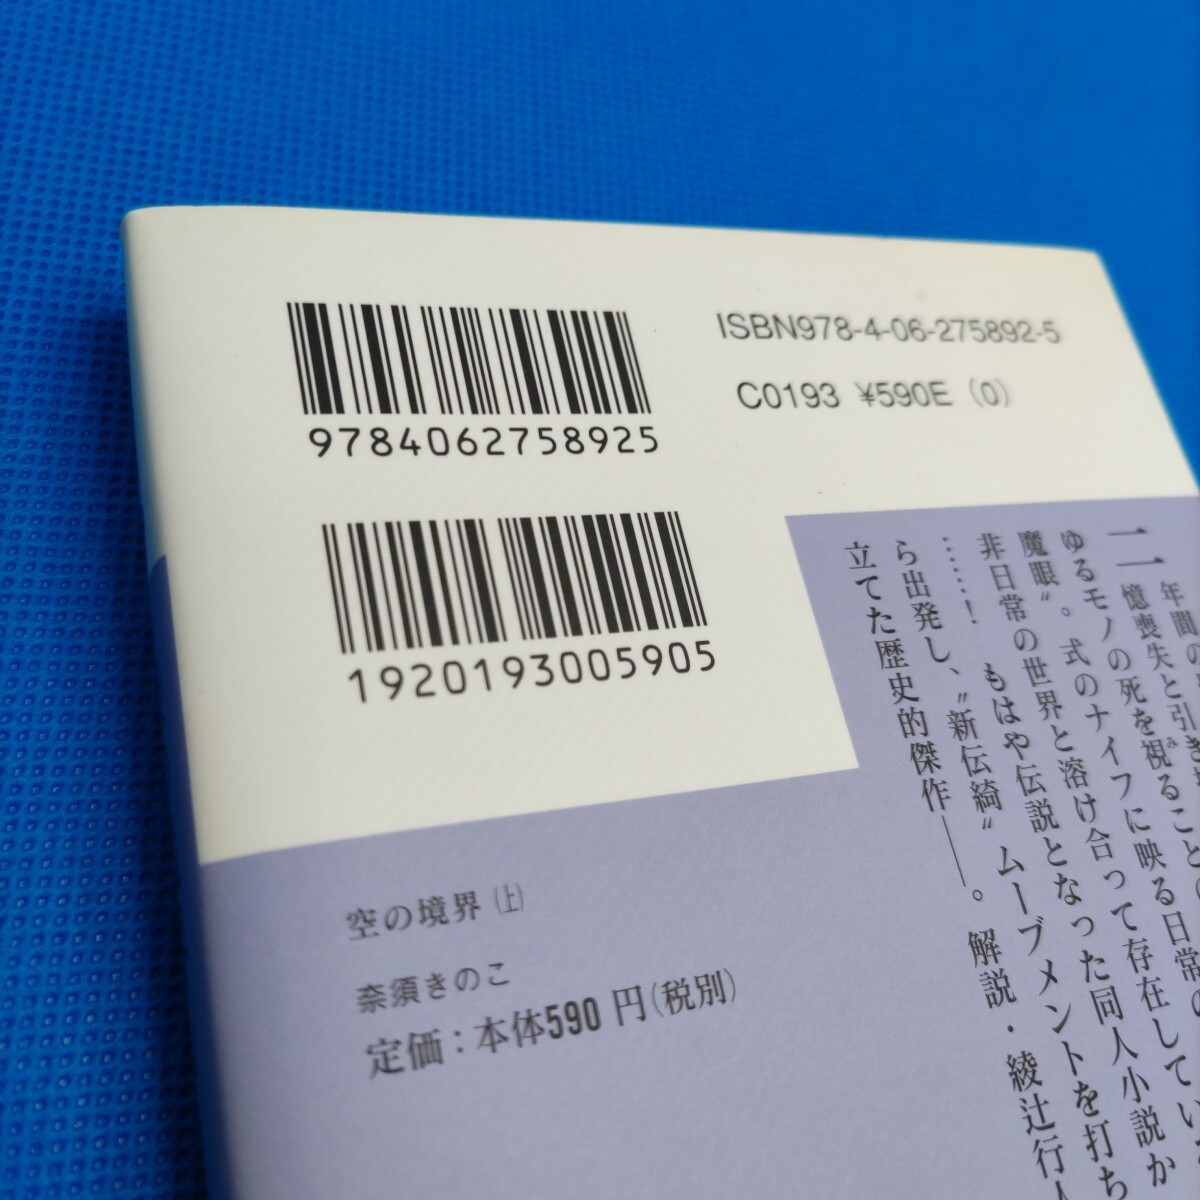 9784062758925
ISBN978-4-06-275892-5
C0193 ¥590E (0)
1920193005905
二年間の
憶喪失と引き
ゆるモノの死を視ることの
魔眼〟。式のナイフに映る日常の
非日常の世界と溶け合って存在している
……! もはや伝説となった同人小説か
ら出発し、〝新伝綺〟ムーブメントを打ち
立てた歴史的傑作――。解説・綾辻行人
空の境界(上)
奈須きのこ
定価:本体590円(税別)